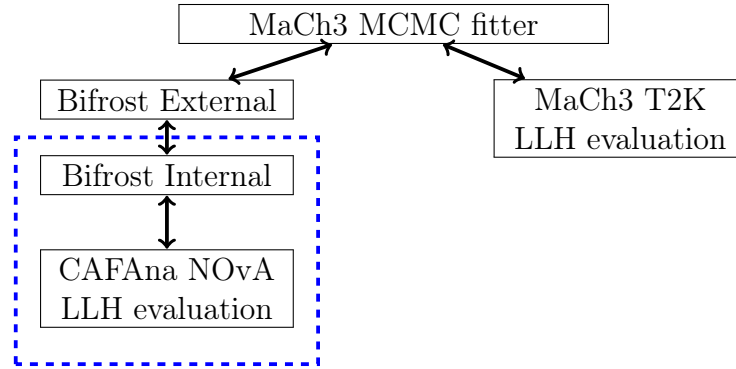 MaCh3 MCMC fitter
Bifrost External
MaCh3 T2K
LLH evaluation
Bifrost Internal
CAFAna NOvA
LLH evaluation